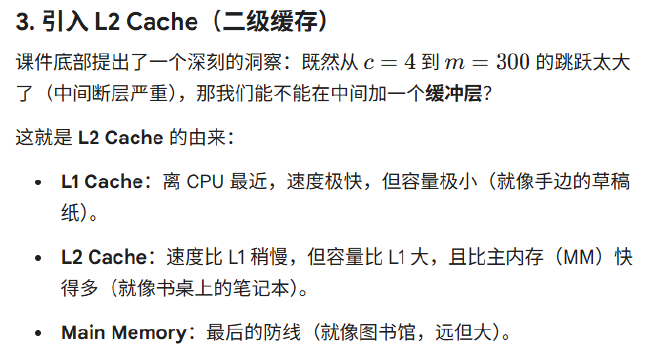 3. 引入 L2 Cache（二级缓存）
课件底部提出了一个深刻的洞察：既然从 c = 4 到 m = 300 的跳跃太大
了（中间断层严重），那我们能不能在中间加一个缓冲层？
这就是 L2 Cache 的由来：
• L1 Cache：离 CPU 最近，速度极快，但容量极小（就像手边的草稿
纸）。
• L2 Cache：速度比 L1 稍慢，但容量比 L1 大，且比主内存（MM）快
得多（就像书桌上的笔记本）。
• Main Memory：最后的防线（就像图书馆，远但大）。